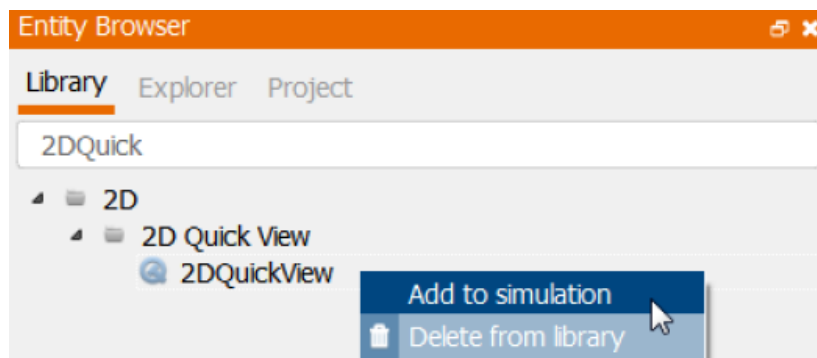 Entity Browser
Library Explorer Project
2DQuick
2D
2D Quick View
2DQuickView
Add to simulation
Delete from library